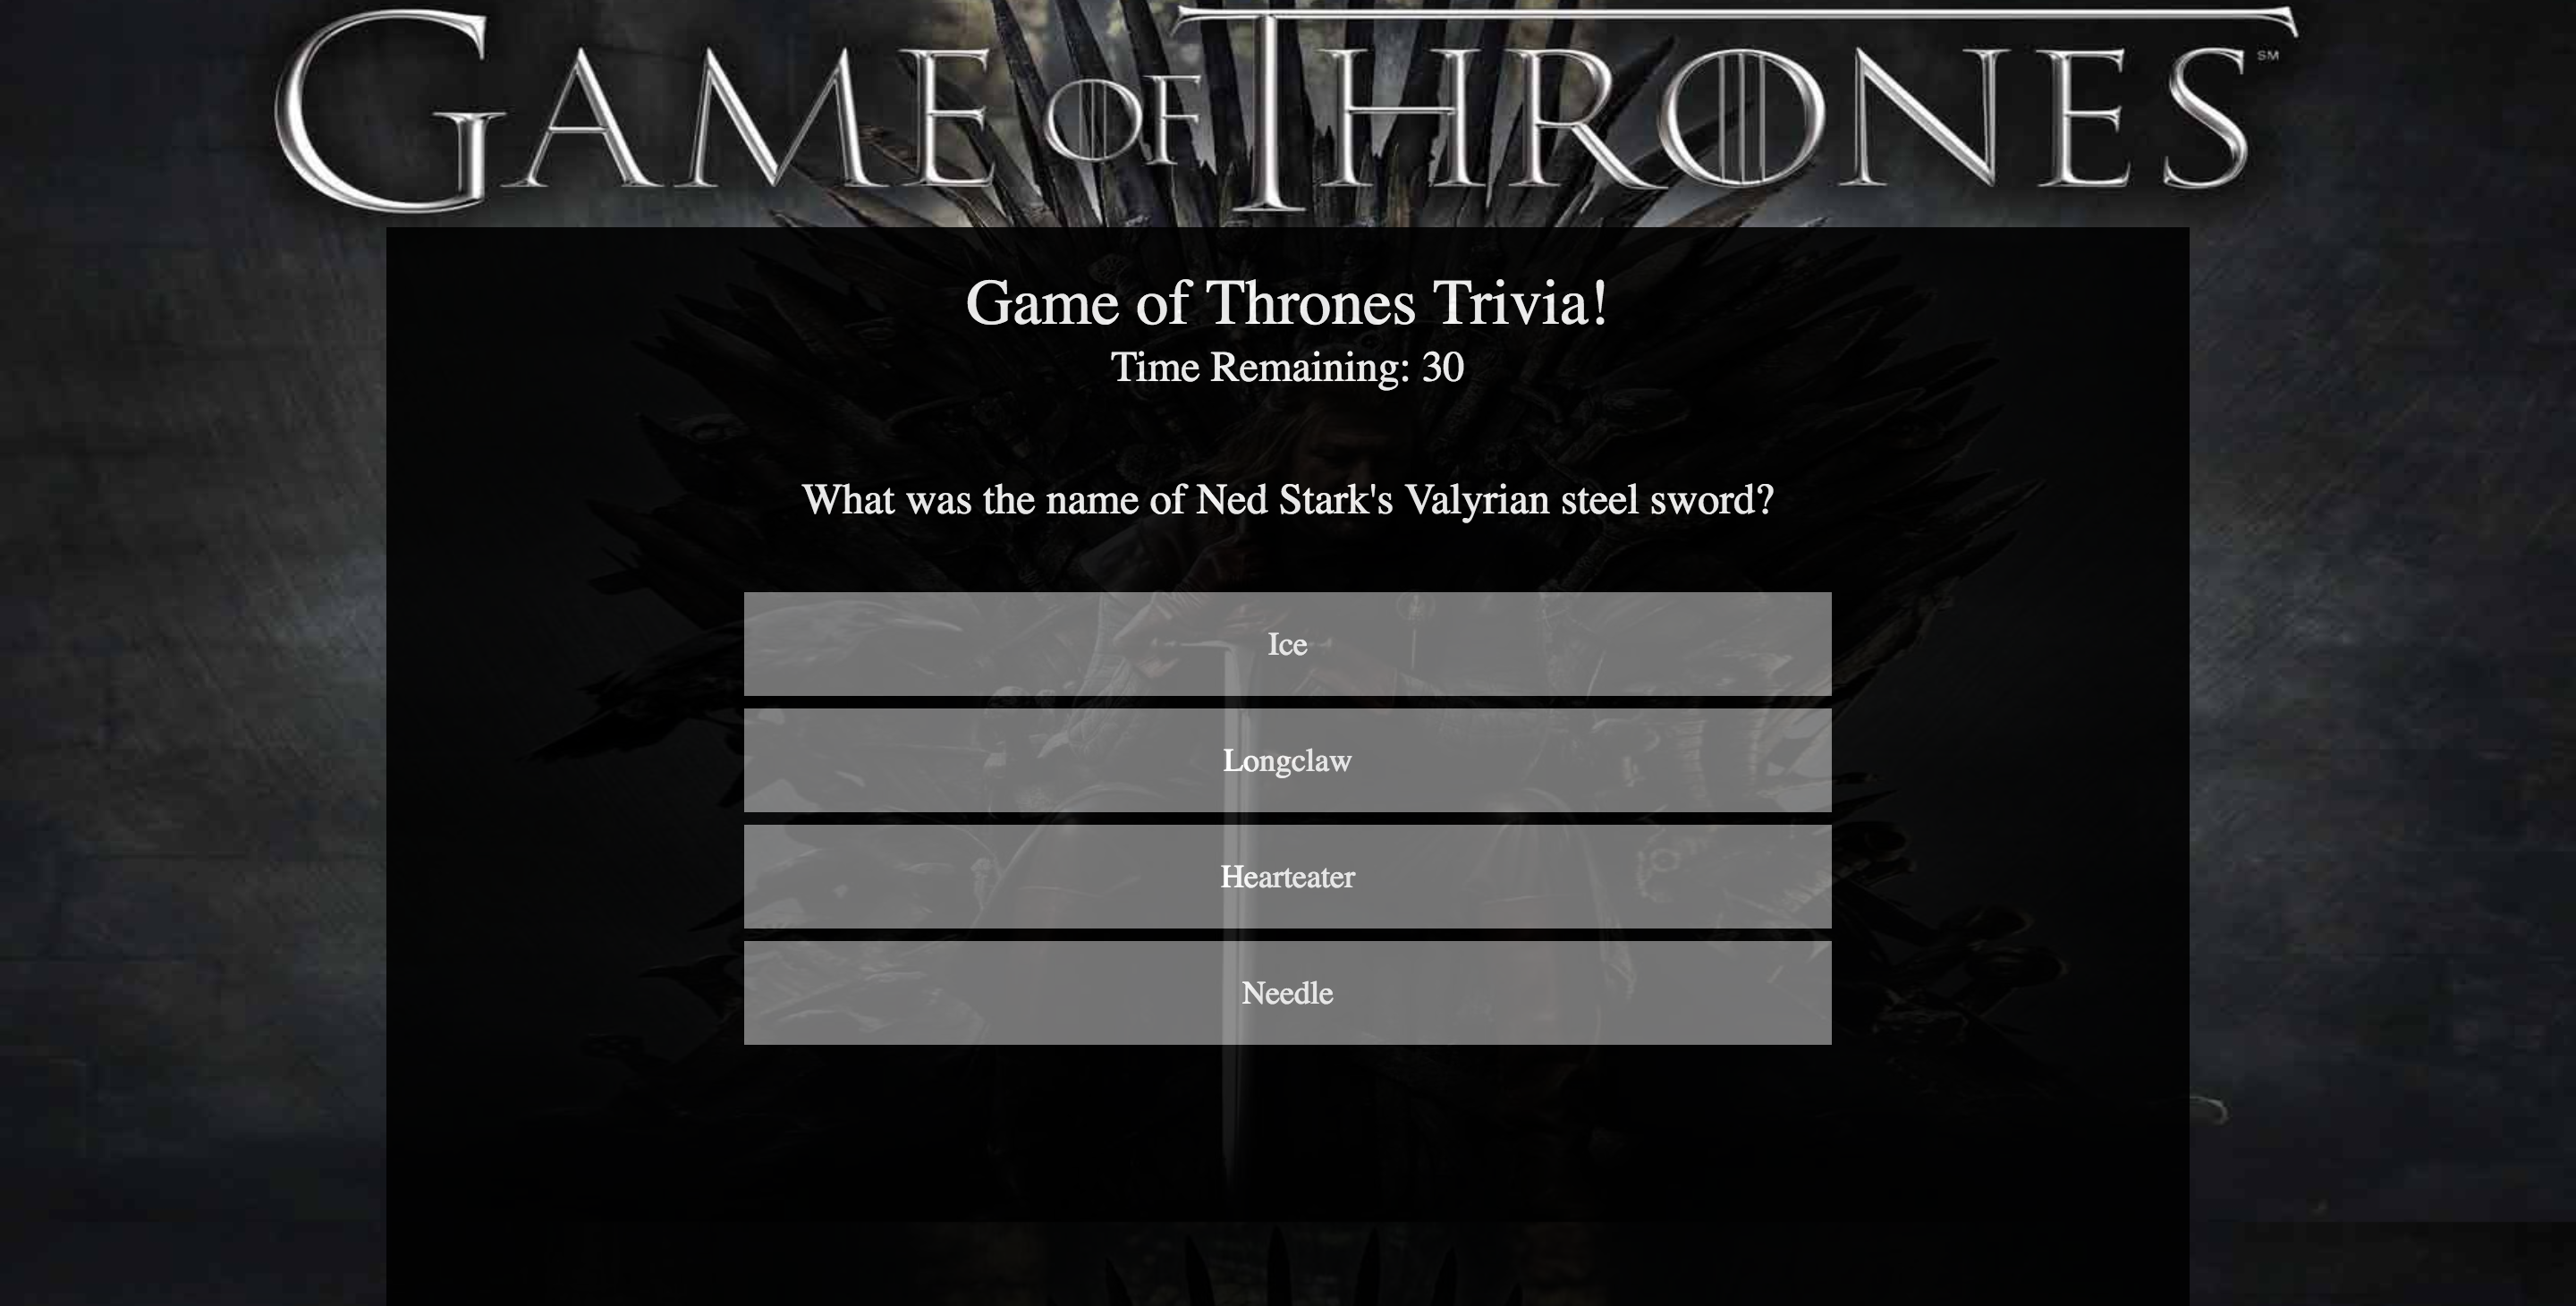 GAME OF THRONES SM
Game of Thrones Trivia!
Time Remaining: 30
What was the name of Ned Stark's Valyrian steel sword?
Ice
Longclaw
Hearteater
Needle